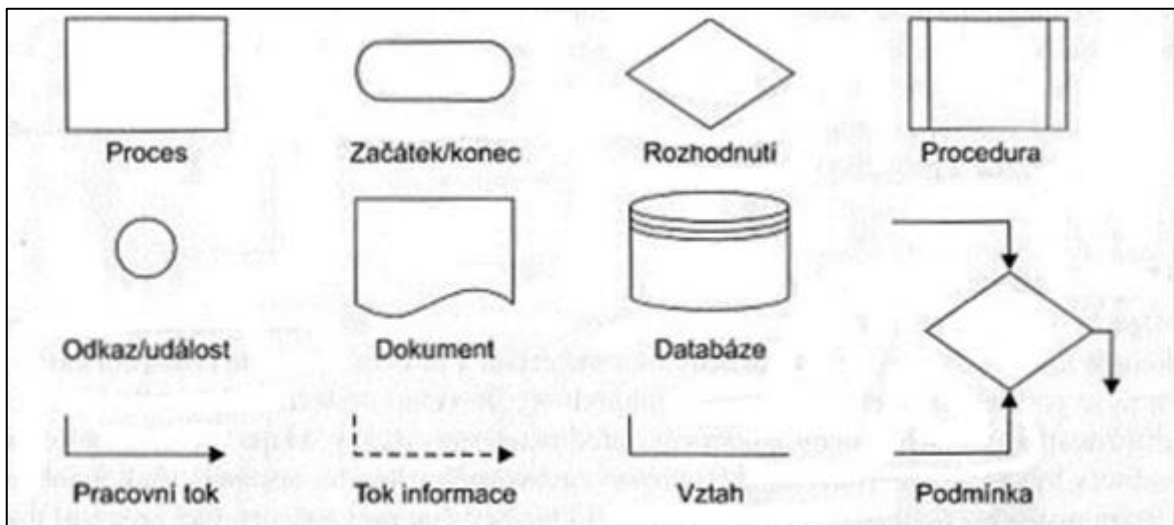 Proces
Začátek/konec
Rozhodnutí
Procedura
Odkaz/událost
Dokument
Databáze
Pracovní tok
Tok informace
Vztah
Podmínka